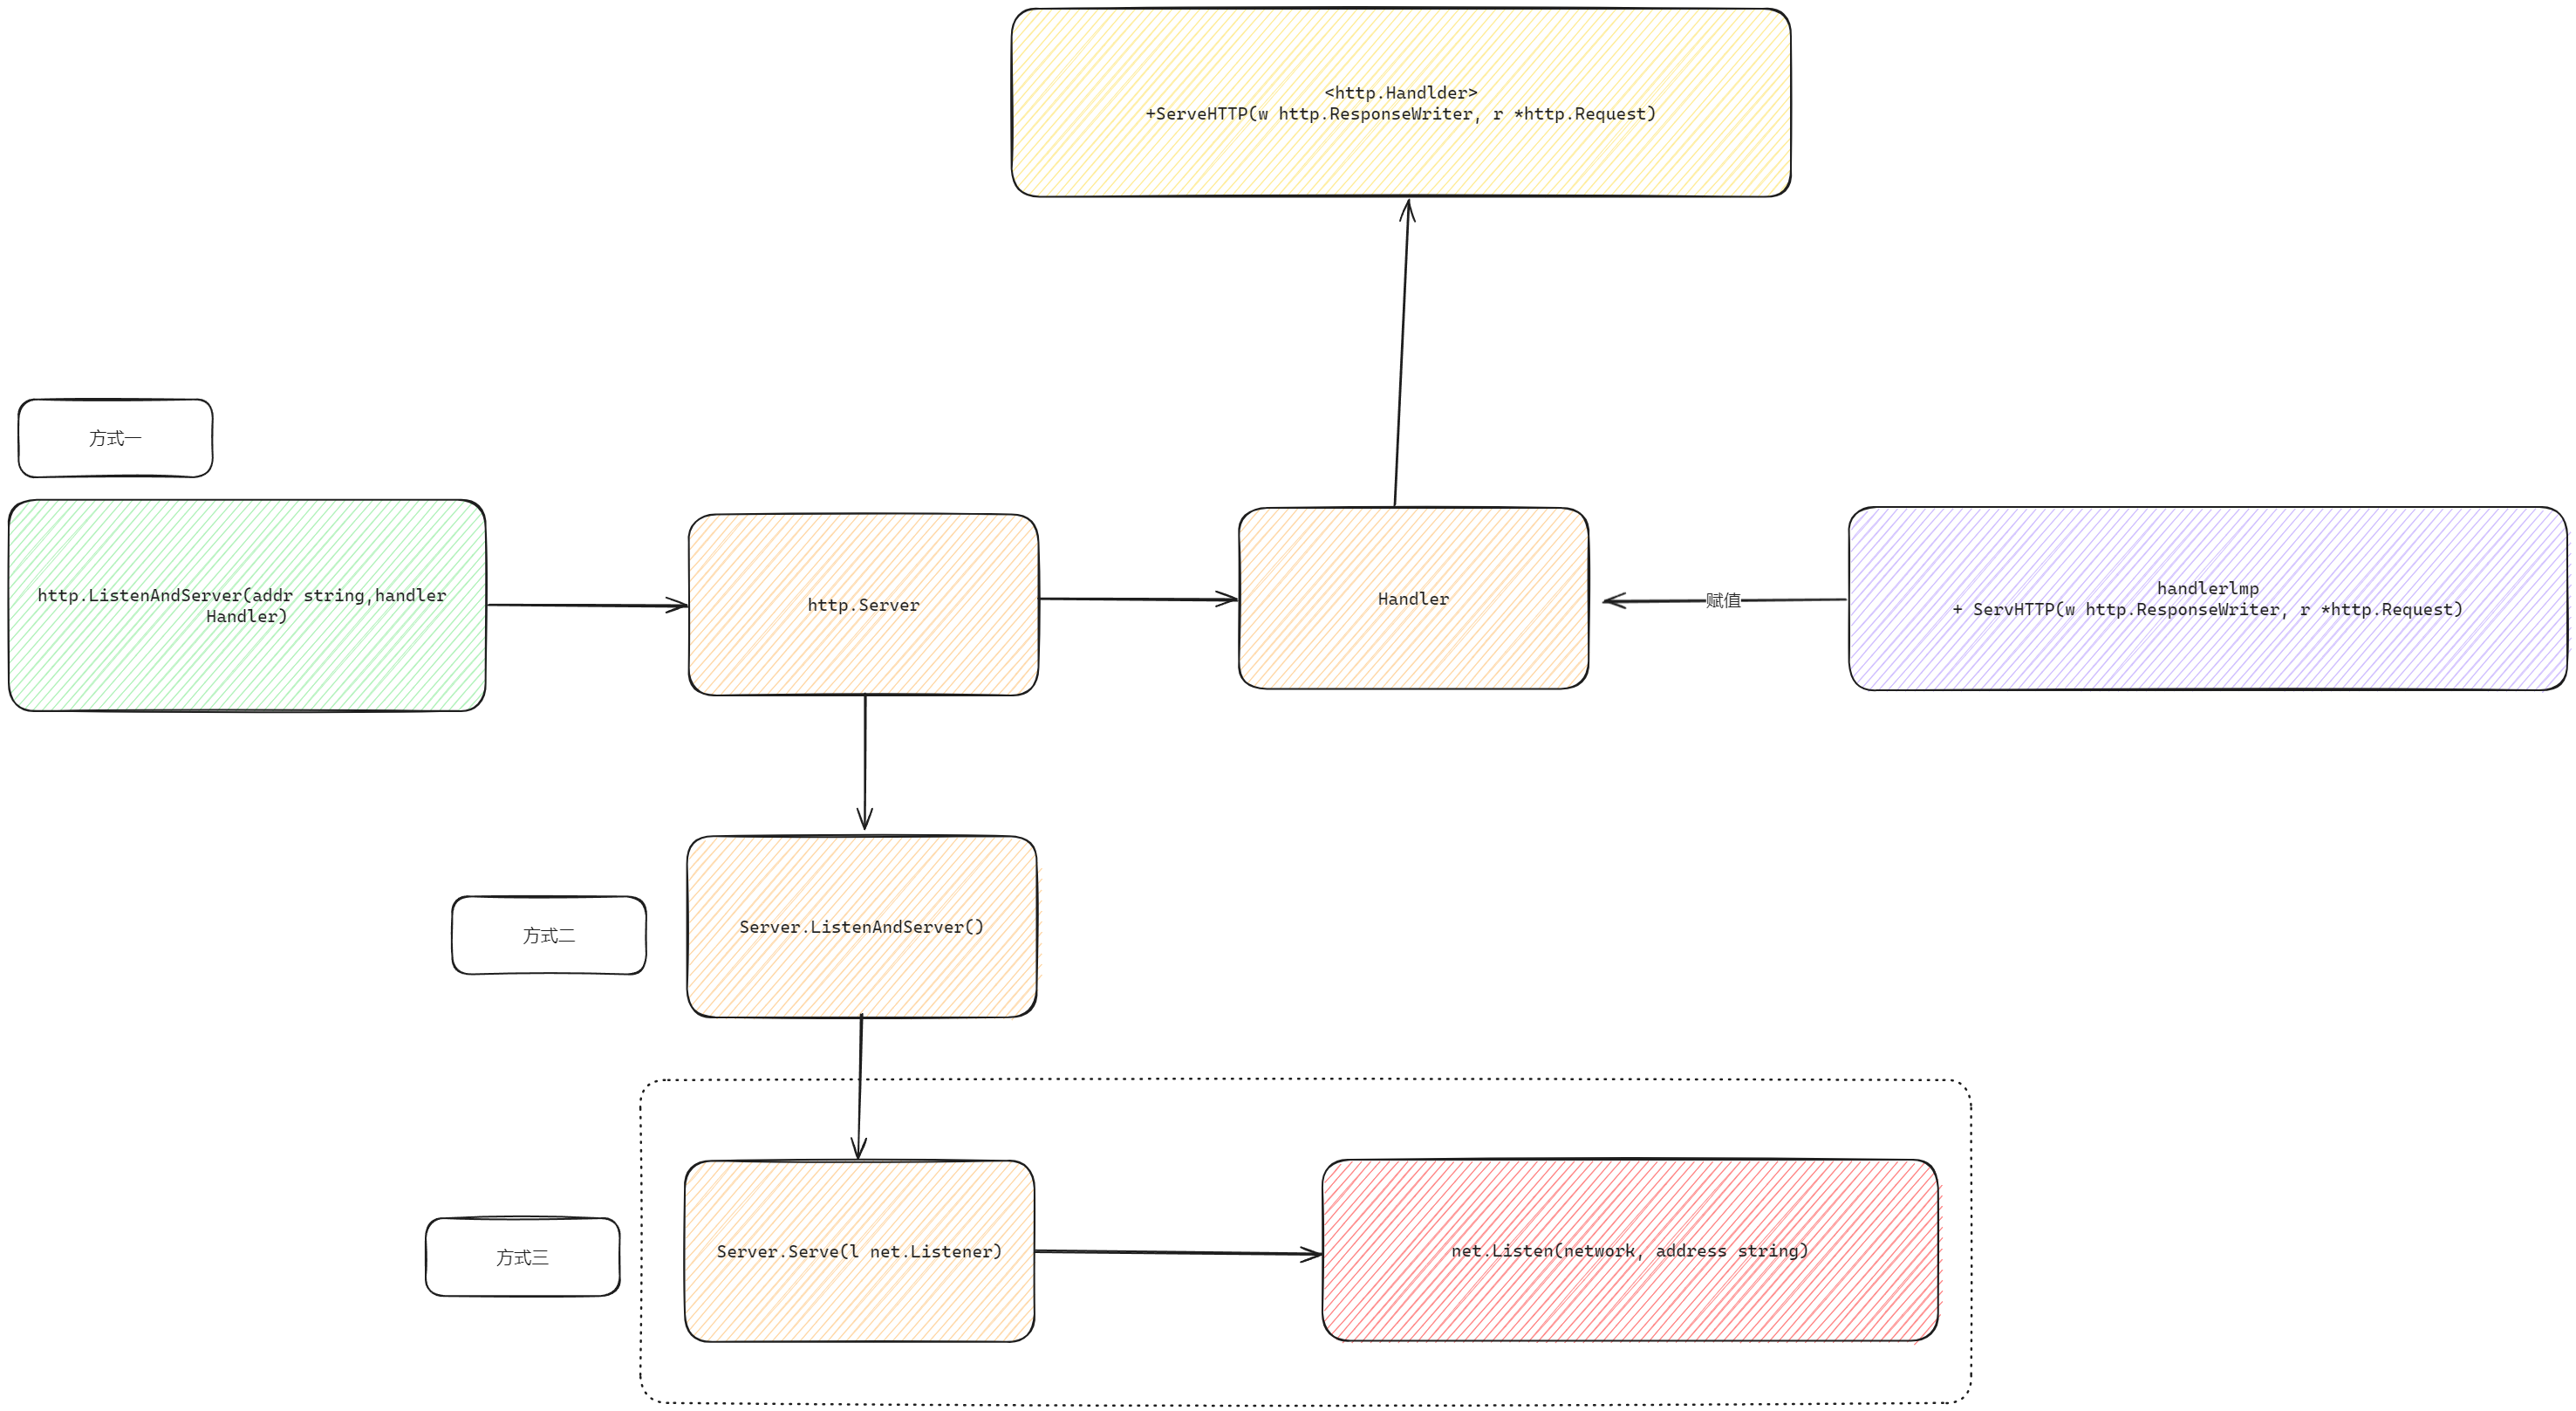 <http.Handlder>
+ServeHTTP(w http.ResponseWriter, r *http.Request)
方式一
http.ListenAndServer(addr string,handler
Handler)
http.Server
Handler
赋值
handlerlmp
+ ServHTTP(w http.ResponseWriter, r *http.Request)
方式二
Server.ListenAndServer()
方式三
Server.Serve(l net.Listener)
net.Listen(network, address string)